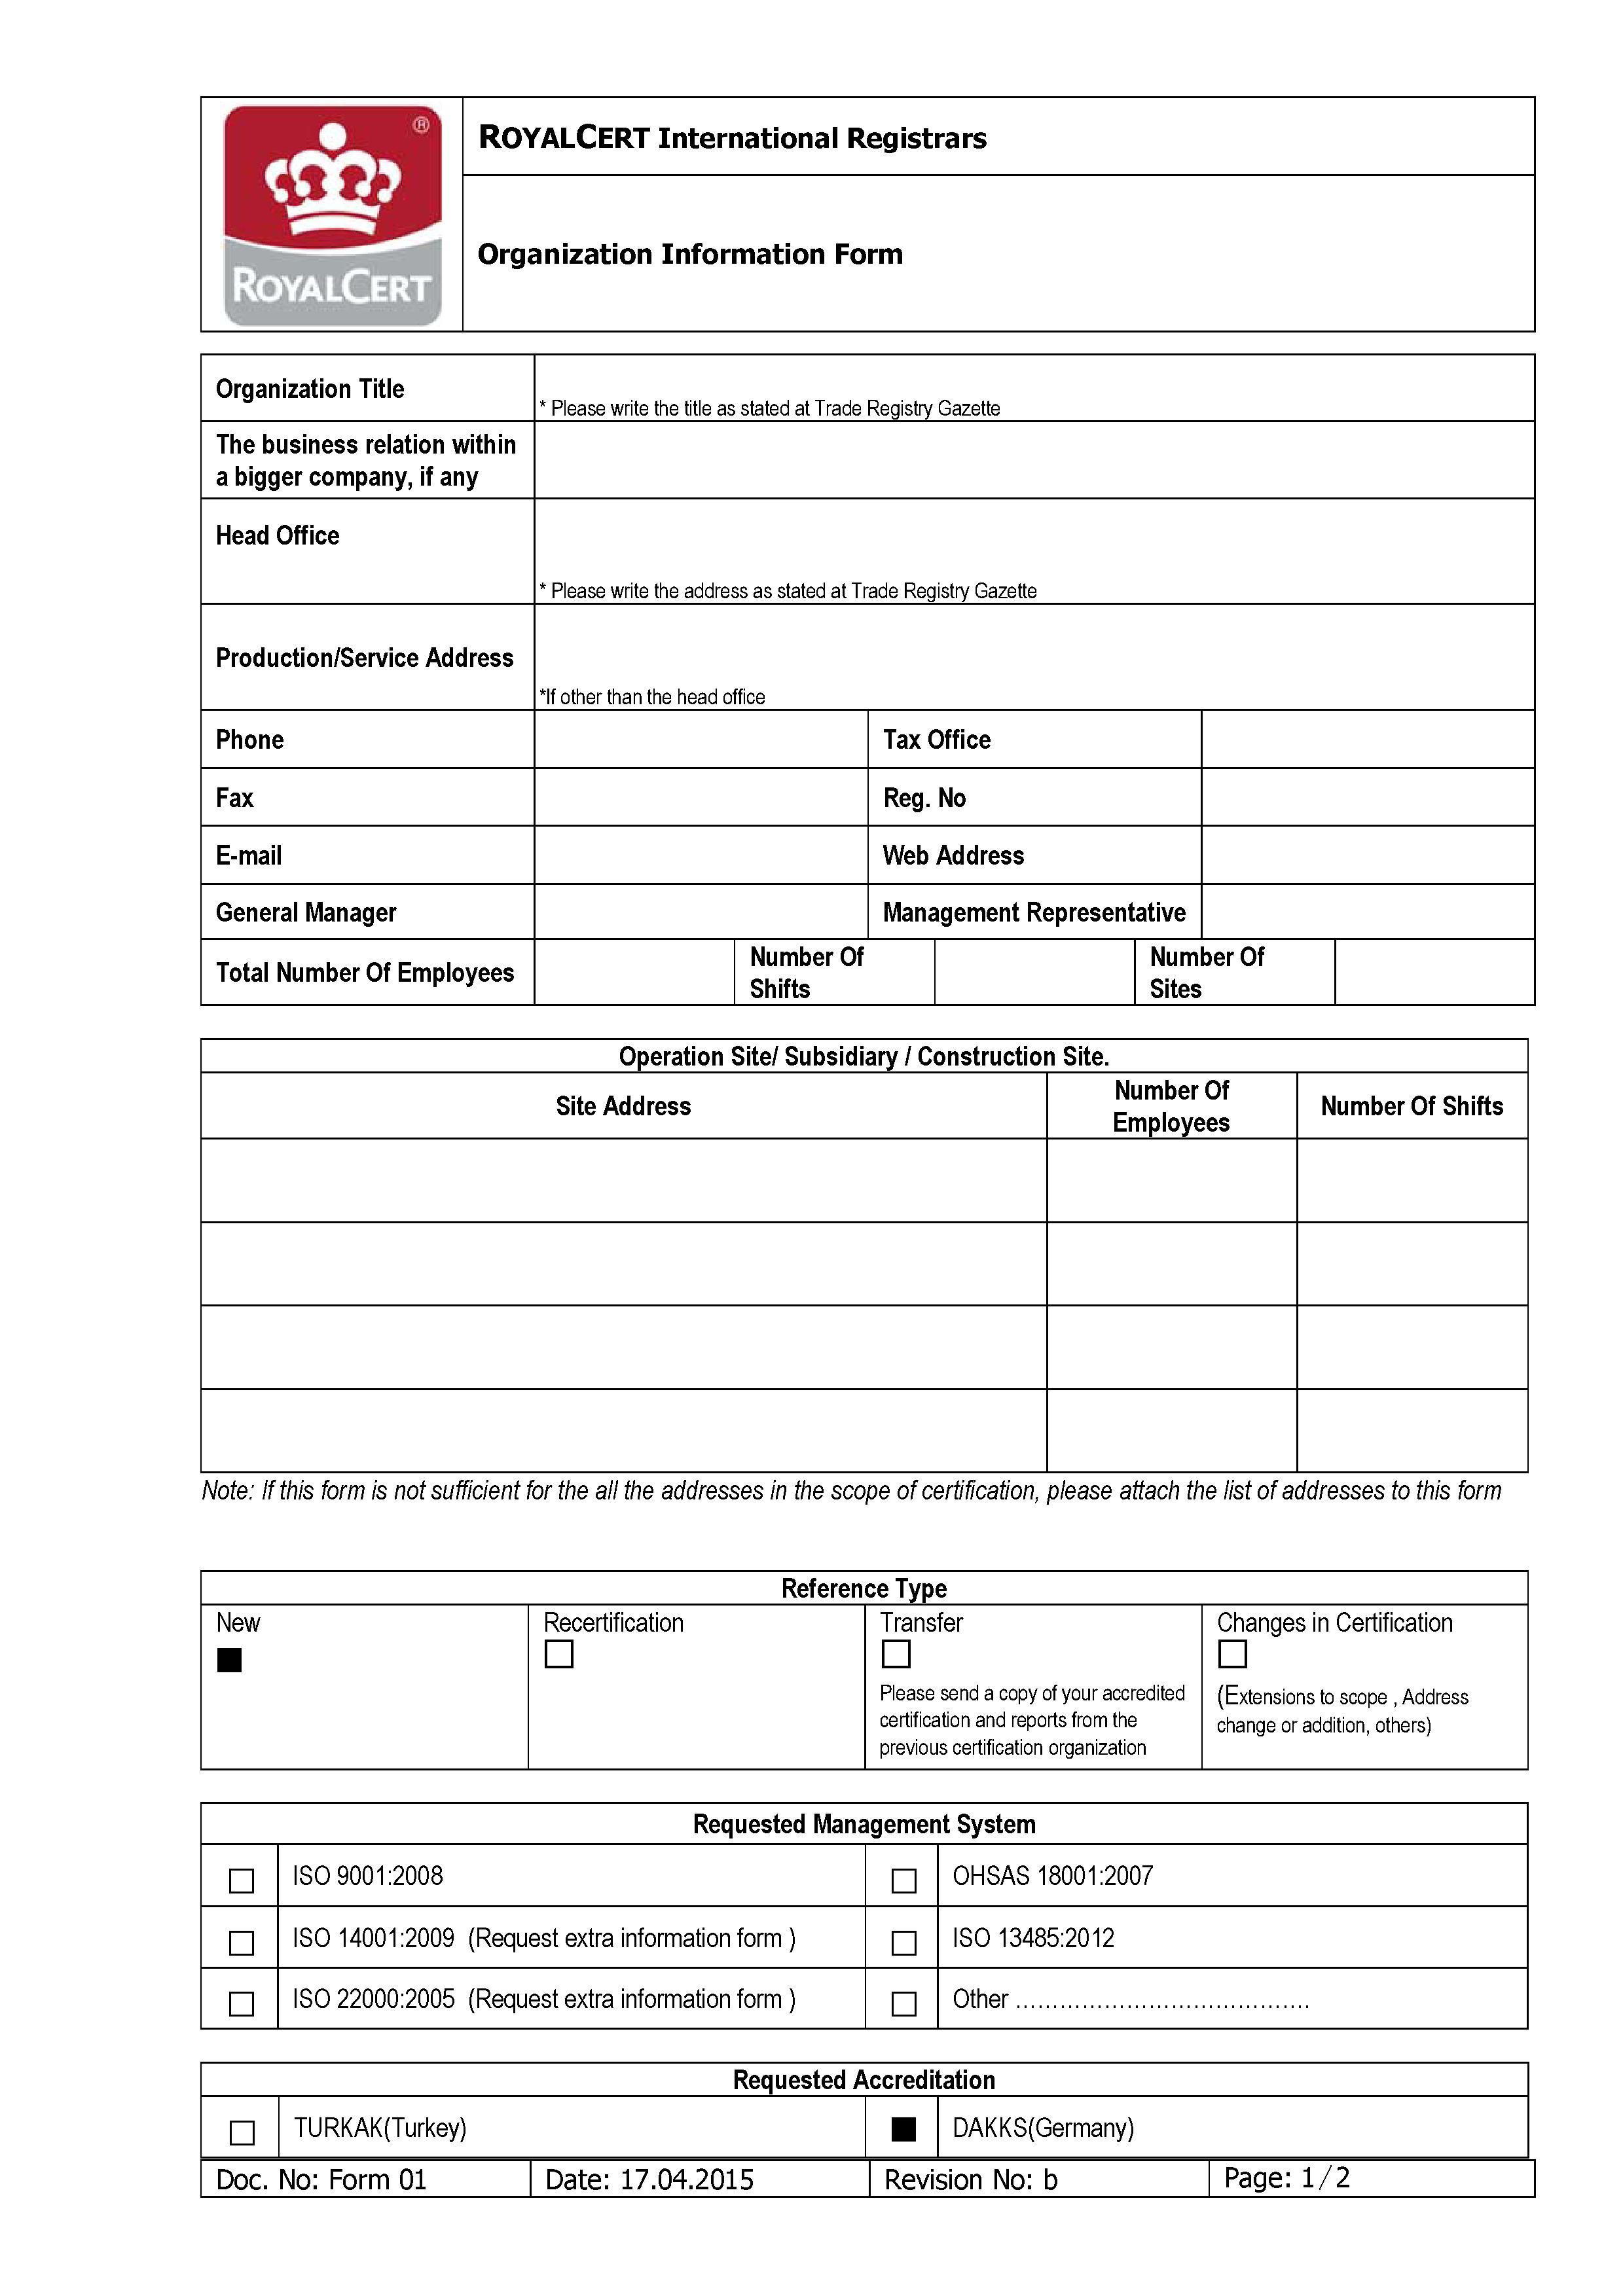 ®
ROYALCERT
ROYALCERT International Registrars
Organization Information Form
Organization Title
* Please write the title as stated at Trade Registry Gazette
The business relation within
a bigger company, if any
Head Office
* Please write the address as stated at Trade Registry Gazette
Production/Service Address
*If other than the head office
Phone
Tax Office
Fax
Reg. No
E-mail
Web Address
General Manager
Management Representative
Total Number Of Employees
Number Of
Shifts
Number Of
Sites
Operation Site/ Subsidiary / Construction Site.
Site Address
Number Of
Employees
Number Of Shifts
Note: If this form is not sufficient for the all the addresses in the scope of certification, please attach the list of addresses to this form
Reference Type
New
Recertification
Transfer
Please send a copy of your accredited
certification and reports from the
previous certification organization
Changes in Certification
(Extensions to scope , Address
change or addition, others)
Requested Management System
ISO 9001:2008
OHSAS 18001:2007
ISO 14001:2009 (Request extra information form )
ISO 13485:2012
ISO 22000:2005 (Request extra information form )
Other ………………………………….
Requested Accreditation
TURKAK(Turkey)
DAKKS(Germany)
Doc. No: Form 01
Date: 17.04.2015
Revision No: b
Page: 1/2